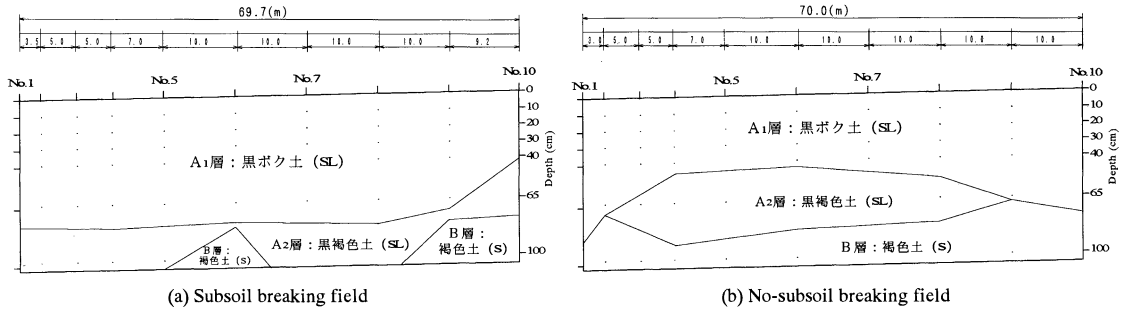 69.7(m)
3.5 5.0 5.0 7.0 10.0 10.0 10.0 10.0 9.2
No.1 No.5 No.7 No.10
0
10
20
30
40
65
100
Depth (cm)
A1層：黒ボク土 (SL)
B層：
褐色土 (S)
A2層：黒褐色土 (SL)
B層：
褐色土 (S)
(a) Subsoil breaking field
70.0(m)
3.0 5.0 5.0 7.0 10.0 10.0 10.0 10.0 10.0
No.1 No.5 No.7 No.10
0
10
20
30
40
65
100
Depth (cm)
A1層：黒ボク土 (SL)
A2層：黒褐色土 (SL)
B層：褐色土 (S)
(b) No-subsoil breaking field